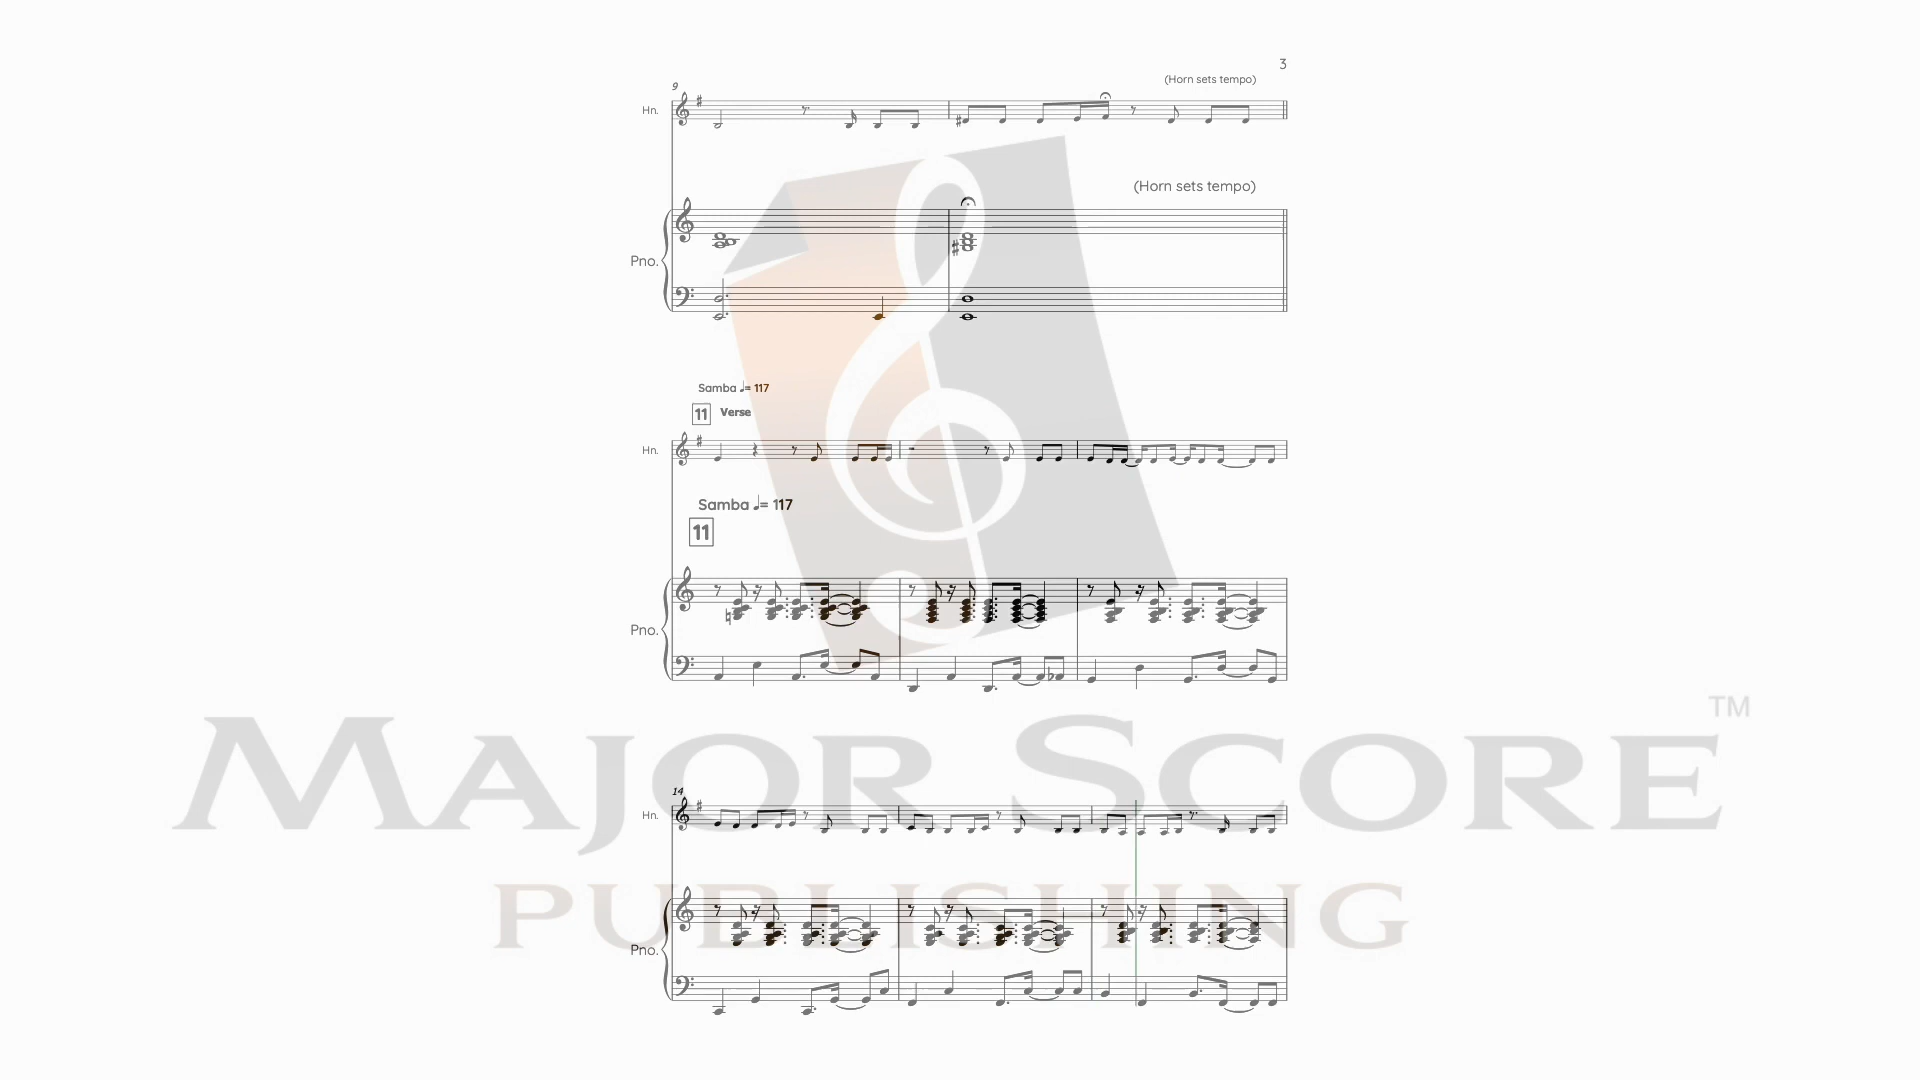 3
(Horn sets tempo)
9
Hn.
(Horn sets tempo)
Pno.
Samba ♩= 117
11 Verse
Hn.
Samba ♩= 117
11
Pno.
MAJOR SCORE TM
14
Hn.
PUBLISHING
Pno.